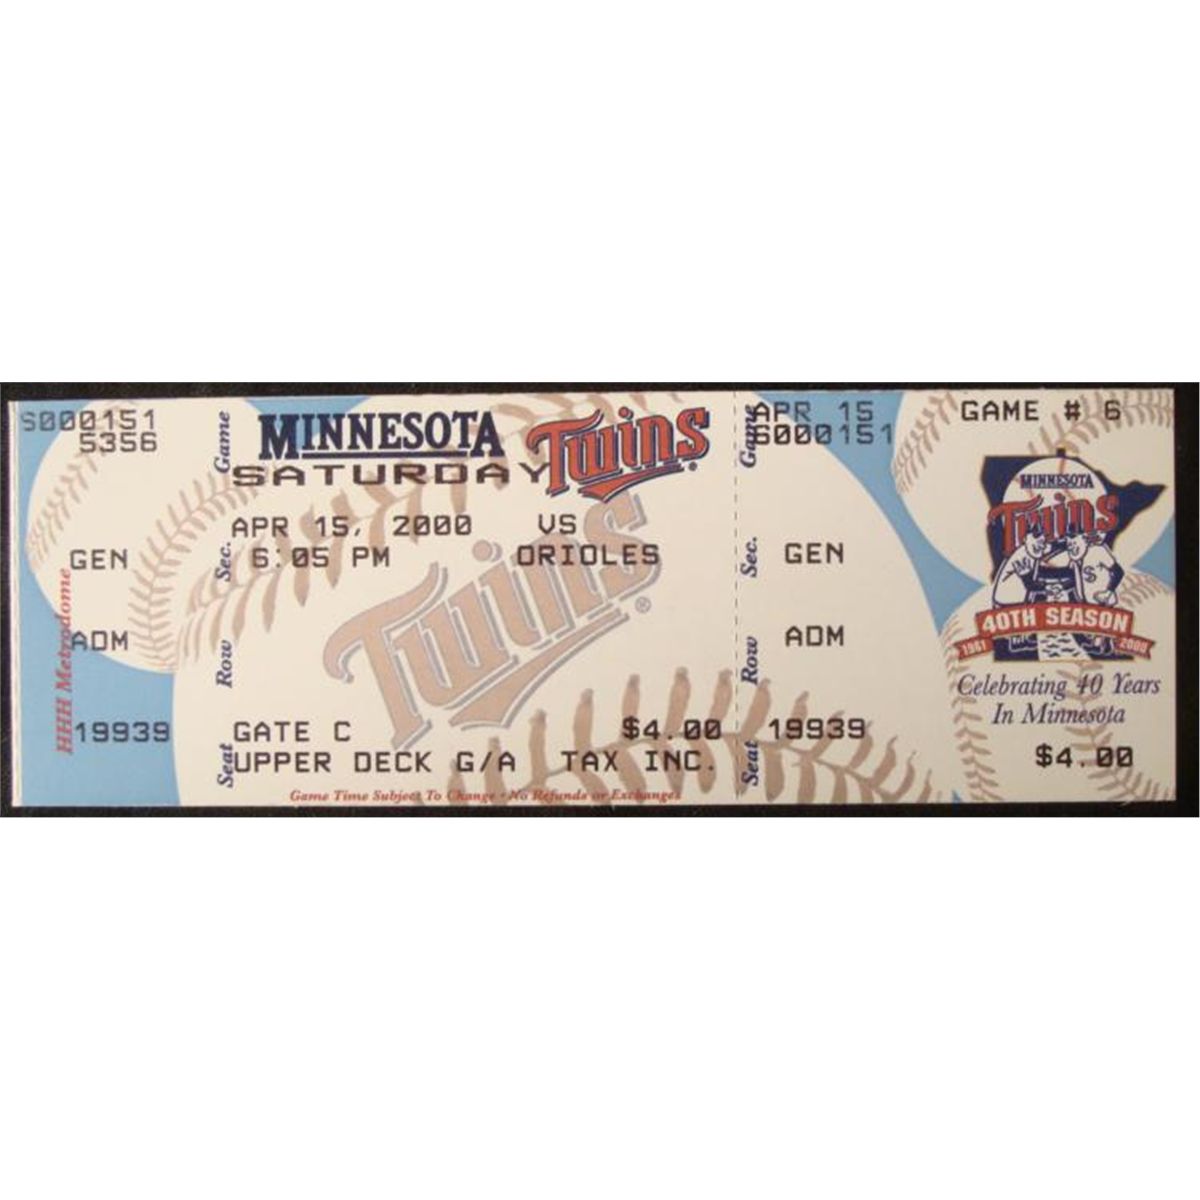 S000151
5356
GEN
ADM
19939
HHH Metrodome
Game
Sec.
Row
Seat
MINNESOTA
Twins
SATURDAY
APR 15, 2000 VS
6:05 PM ORIOLES
Twins
GATE C $4.00
UPPER DECK G/A TAX INC.
Game Time Subject To Change • No Refunds or Exchanges
Game
Sec.
Row
Seat
APR 15
S000151
GEN
ADM
19939
GAME # 6
MINNESOTA
Twins
40TH SEASON
1961 2000
Celebrating 40 Years
In Minnesota
$4.00